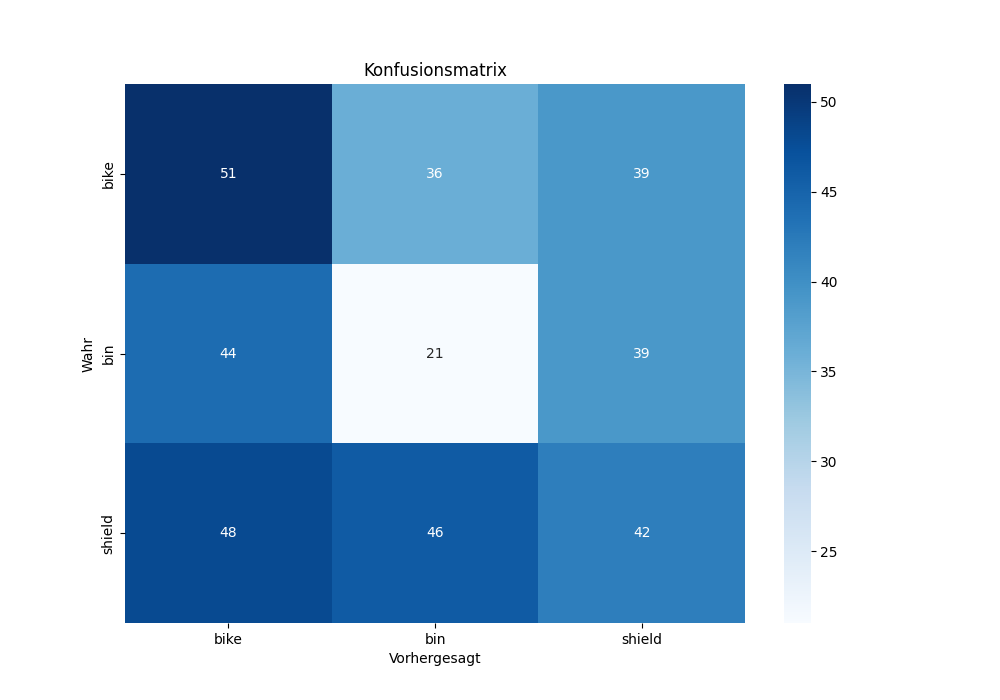 Konfusionsmatrix
bike 51 36 39
bin 44 21 39
shield 48 46 42
Wahr
bike bin shield
Vorhergesagt
50
45
40
35
30
25